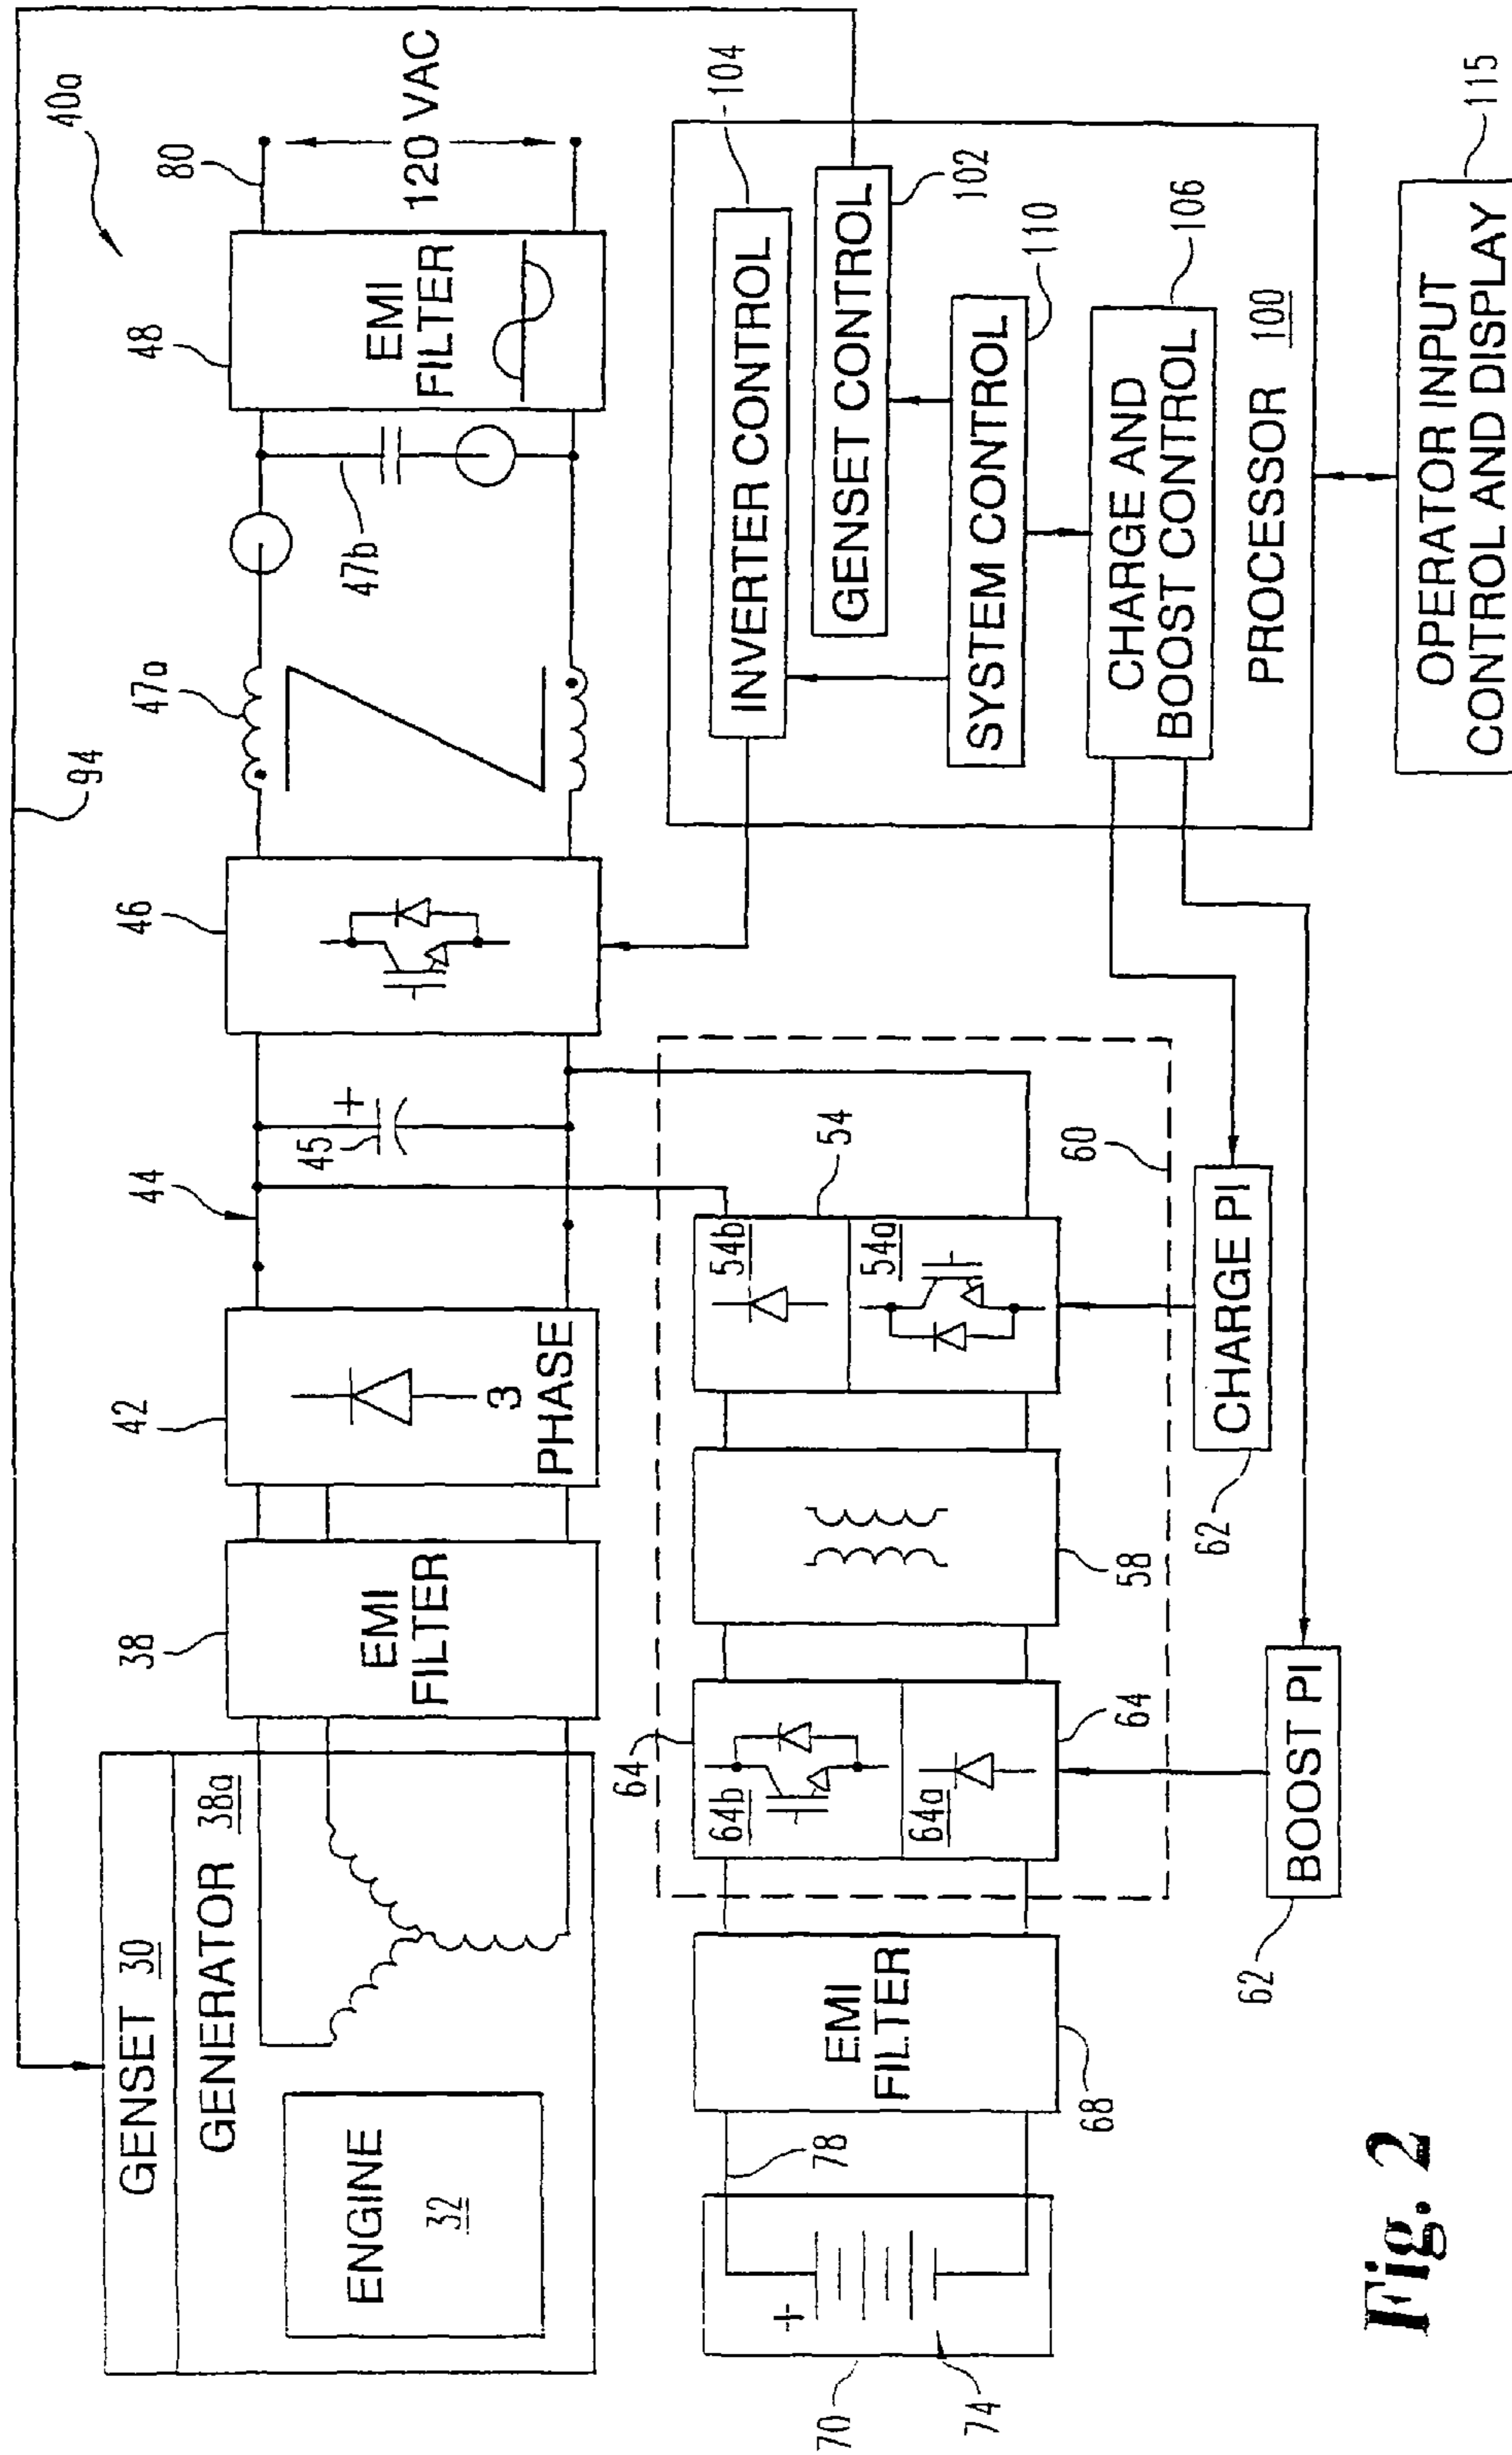 40a
94
GENSET 30
GENERATOR 38a
ENGINE
32
38
EMI
FILTER
42
3
PHASE
44
45
+
46
47a
47b
48
EMI
FILTER
80
120 VAC
70
74
+
78
68
EMI
FILTER
64
64b
64a
64
58
54
54b
54a
60
CHARGE PI
62
BOOST PI
62
INVERTER CONTROL
104
GENSET CONTROL
102
SYSTEM CONTROL
110
CHARGE AND
BOOST CONTROL
106
PROCESSOR 100
OPERATOR INPUT
CONTROL AND DISPLAY
115
Fig. 2